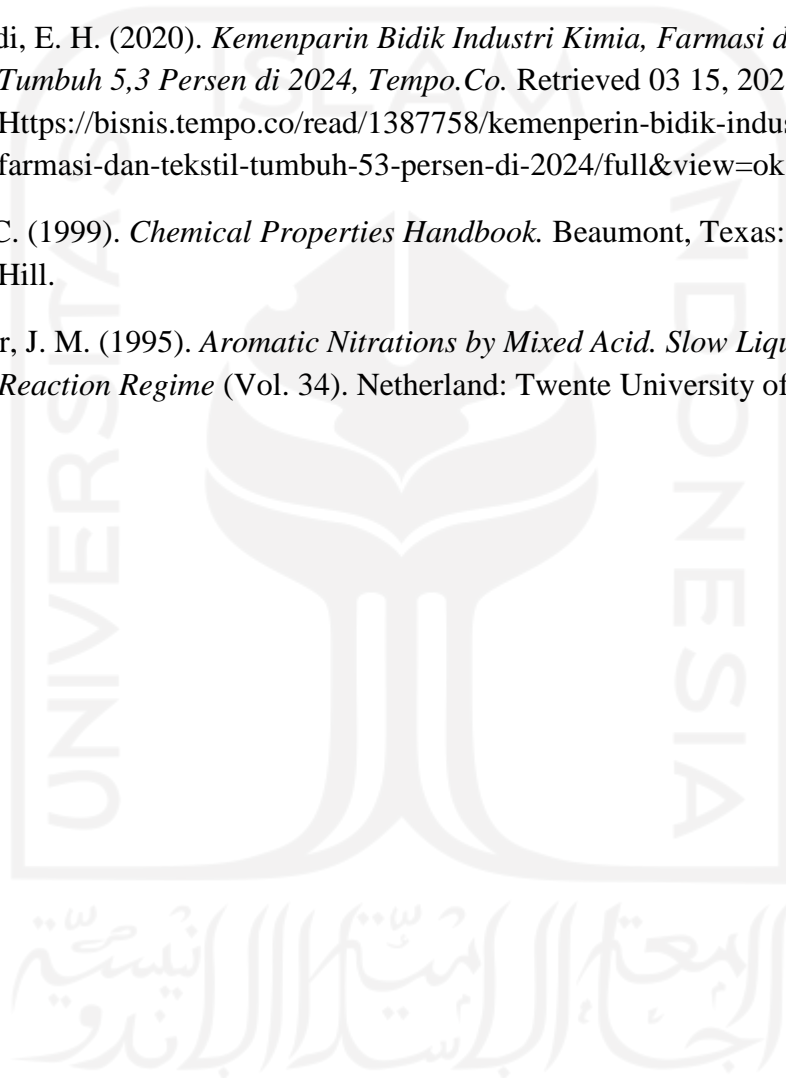 di, E. H. (2020). Kemenparin Bidik Industri Kimia, Farmasi d
Tumbuh 5,3 Persen di 2024, Tempo.Co. Retrieved 03 15, 202
Https://bisnis.tempo.co/read/1387758/kemenperin-bidik-indus
farmasi-dan-tekstil-tumbuh-53-persen-di-2024/full&view=ok
C. (1999). Chemical Properties Handbook. Beaumont, Texas:
Hill.
r, J. M. (1995). Aromatic Nitrations by Mixed Acid. Slow Liqu
Reaction Regime (Vol. 34). Netherland: Twente University of
ISLAM
UNIVERSITAS
INDONESIA